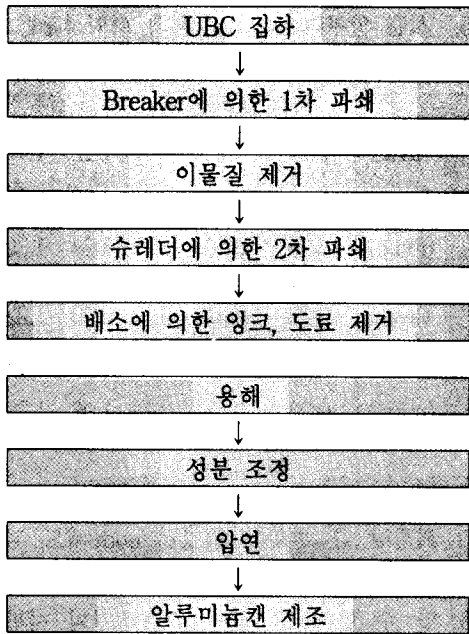 UBC 집하
↓
Breaker에 의한 1차 파쇄
↓
이물질 제거
↓
슈레더에 의한 2차 파쇄
↓
배소에 의한 잉크, 도료 제거
용해
↓
성분 조정
↓
압연
↓
알루미늄캔 제조